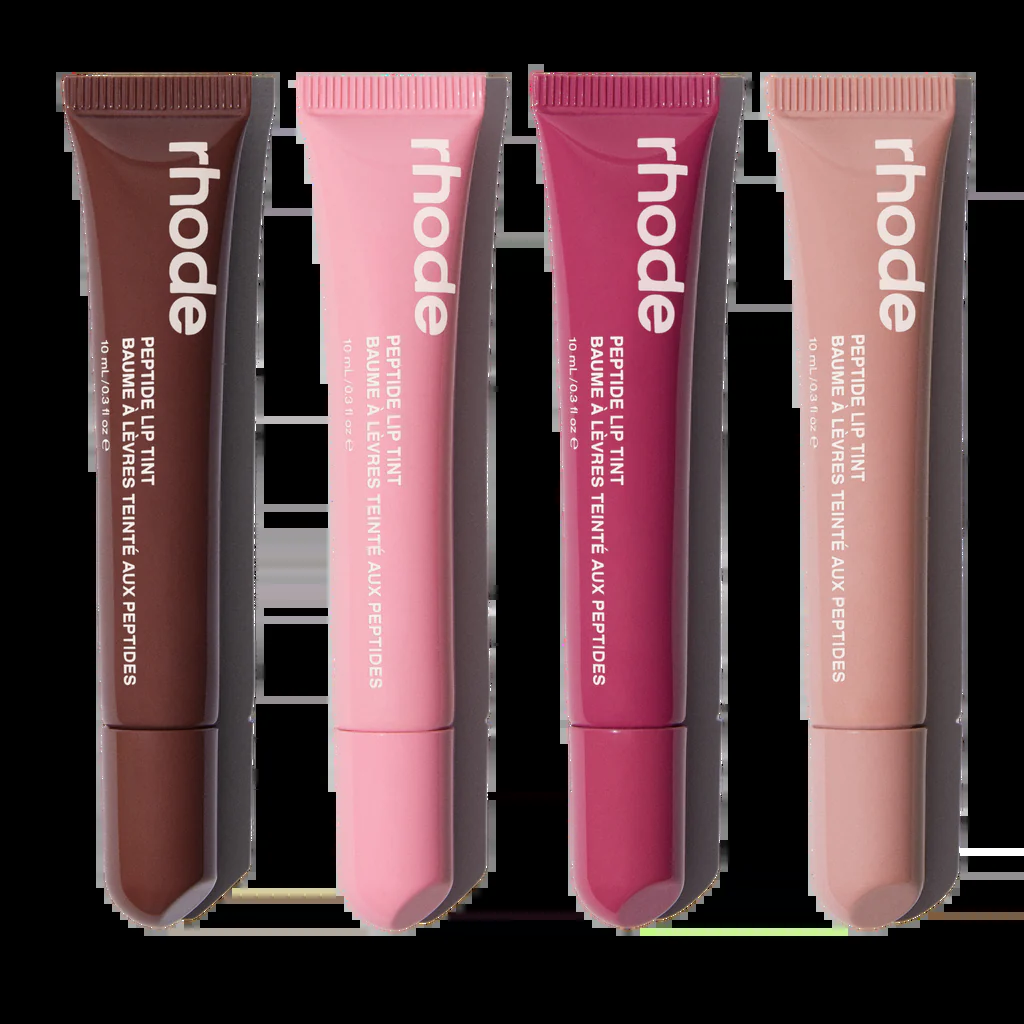 rhode
PEPTIDE LIP TINT
BAUME À LÈVRES TEINTÉ AUX PEPTIDES
10 mL / 0.3 fl oz ℮
rhode
PEPTIDE LIP TINT
BAUME À LÈVRES TEINTÉ AUX PEPTIDES
10 mL / 0.3 fl oz ℮
rhode
PEPTIDE LIP TINT
BAUME À LÈVRES TEINTÉ AUX PEPTIDES
10 mL / 0.3 fl oz ℮
rhode
PEPTIDE LIP TINT
BAUME À LÈVRES TEINTÉ AUX PEPTIDES
10 mL / 0.3 fl oz ℮